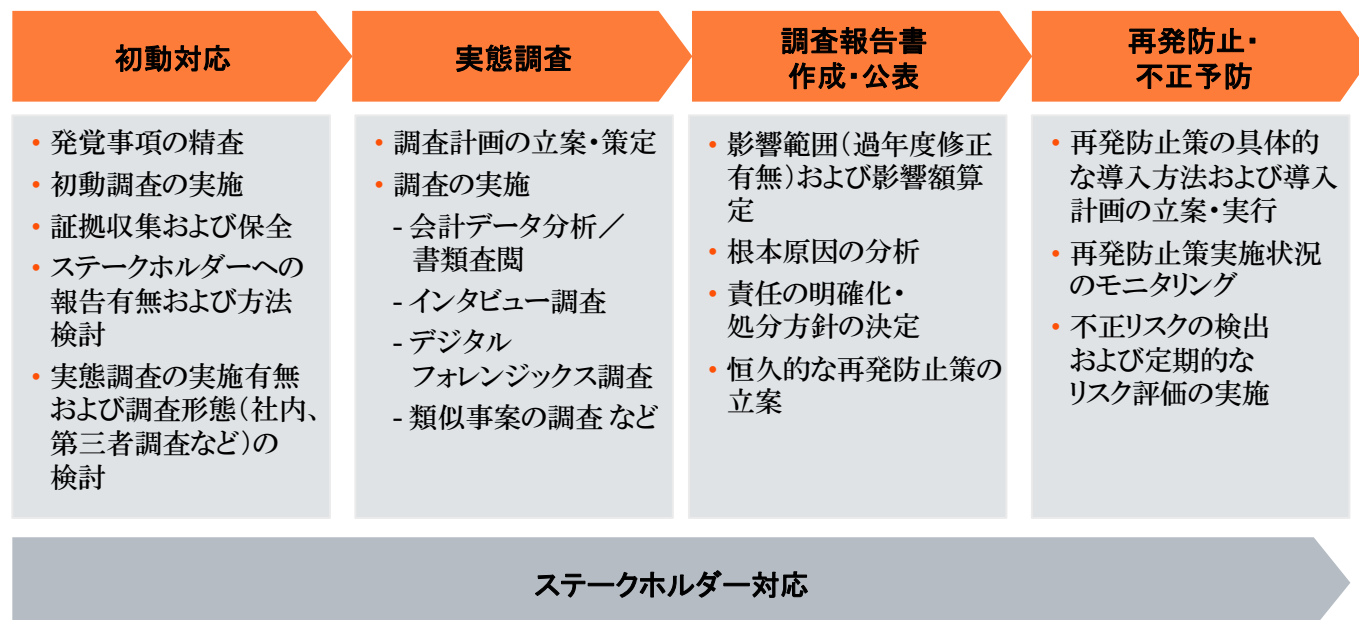 初動対応
・発覚事項の精査
・初動調査の実施
・証拠収集および保全
・ステークホルダーへの
報告有無および方法
検討
・実態調査の実施有無
および調査形態（社内、
第三者調査など）の
検討
実態調査
・調査計画の立案・策定
・調査の実施
- 会計データ分析／
書類査閲
- インタビュー調査
- デジタル
フォレンジックス調査
- 類似事案の調査 など
調査報告書
作成・公表
・影響範囲（過年度修正
有無）および影響額算
定
・根本原因の分析
・責任の明確化・
処分方針の決定
・恒久的な再発防止策の
立案
再発防止・
不正予防
・再発防止策の具体的
な導入方法および導入
計画の立案・実行
・再発防止策実施状況
のモニタリング
・不正リスクの検出
および定期的な
リスク評価の実施
ステークホルダー対応